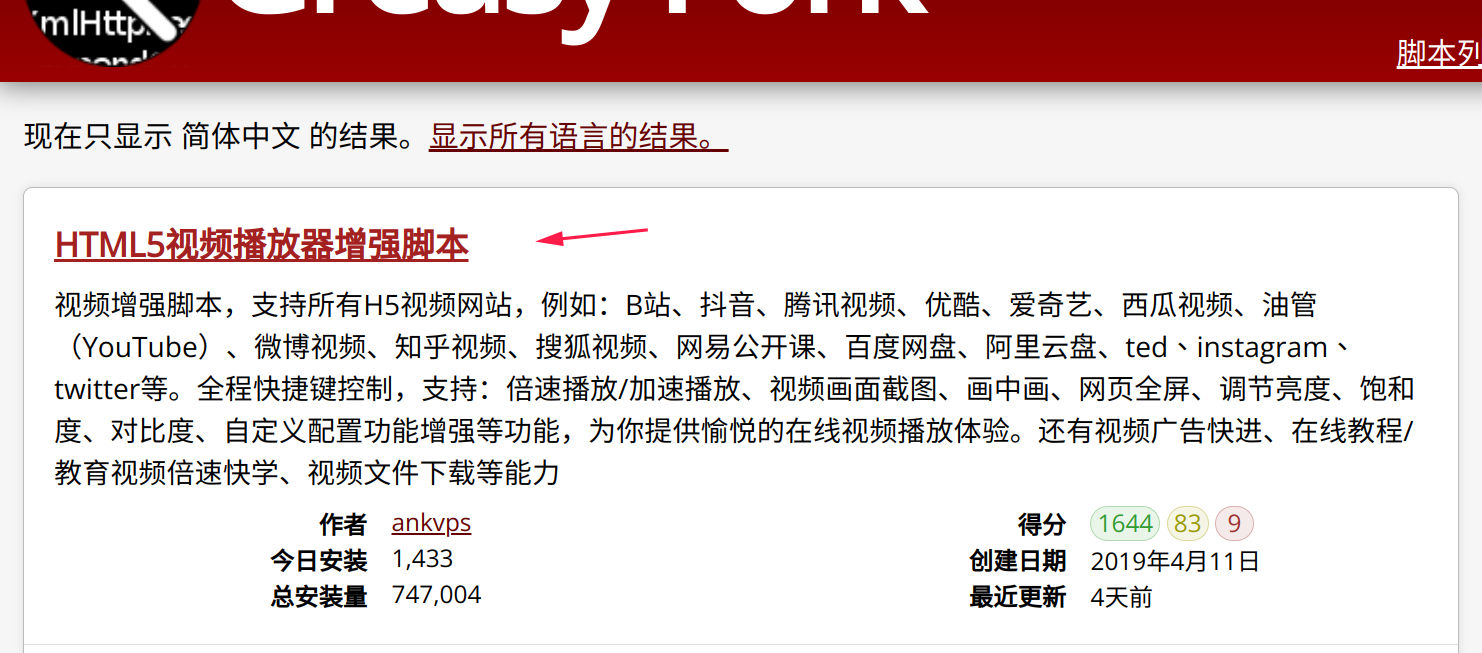 mlHttp
Greasy Fork
脚本列
现在只显示 简体中文 的结果。显示所有语言的结果。
HTML5视频播放器增强脚本
视频增强脚本，支持所有H5视频网站，例如：B站、抖音、腾讯视频、优酷、爱奇艺、西瓜视频、油管
（YouTube）、微博视频、知乎视频、搜狐视频、网易公开课、百度网盘、阿里云盘、ted、instagram、
twitter等。全程快捷键控制，支持：倍速播放/加速播放、视频画面截图、画中画、网页全屏、调节亮度、饱和
度、对比度、自定义配置功能增强等功能，为你提供愉悦的在线视频播放体验。还有视频广告快进、在线教程/
教育视频倍速快学、视频文件下载等能力
作者 ankvps 得分 1644 83 9
今日安装 1,433 创建日期 2019年4月11日
总安装量 747,004 最近更新 4天前